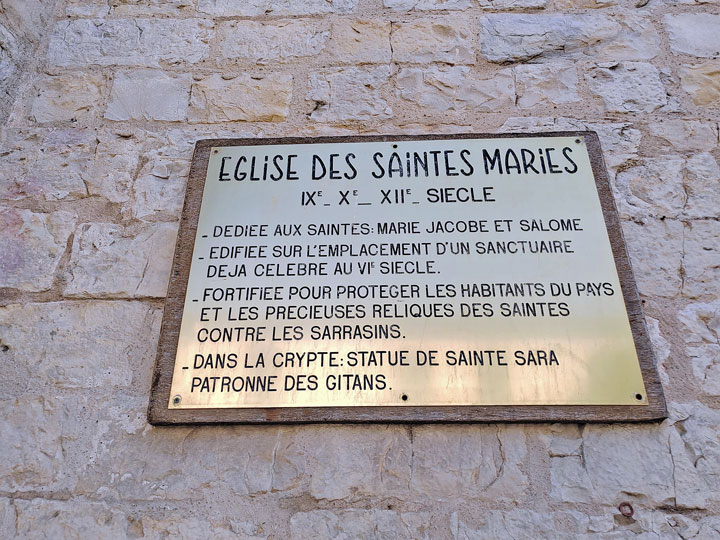 EGLISE DES SAINTES MARIES
IXE_ XE_ XIIE_ SIECLE
_ DEDIEE AUX SAINTES: MARIE JACOBE ET SALOME
_ EDIFIEE SUR L'EMPLACEMENT D'UN SANCTUAIRE
DEJA CELEBRE AU VIE SIECLE.
_ FORTIFIEE POUR PROTEGER LES HABITANTS DU PAYS
ET LES PRECIEUSES RELIQUES DES SAINTES
CONTRE LES SARRASINS.
_ DANS LA CRYPTE: STATUE DE SAINTE SARA
PATRONNE DES GITANS.